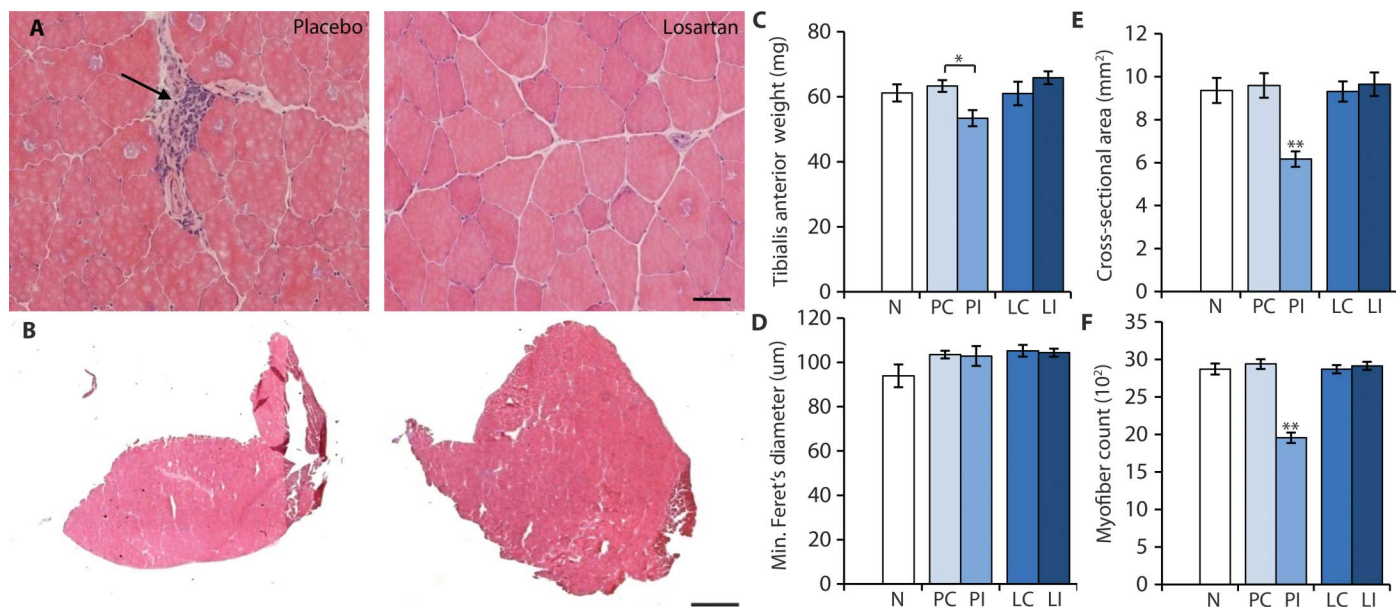 A
Placebo
Losartan
B
C
Tibialis anterior weight (mg)
80
60
40
20
0
*
N PC PI LC LI
D
Min. Feret's diameter (um)
120
100
80
60
40
20
0
N PC PI LC LI
E
Cross-sectional area (mm²)
12
10
8
6
4
2
0
**
N PC PI LC LI
F
Myofiber count (10²)
35
30
25
20
15
10
5
0
**
N PC PI LC LI